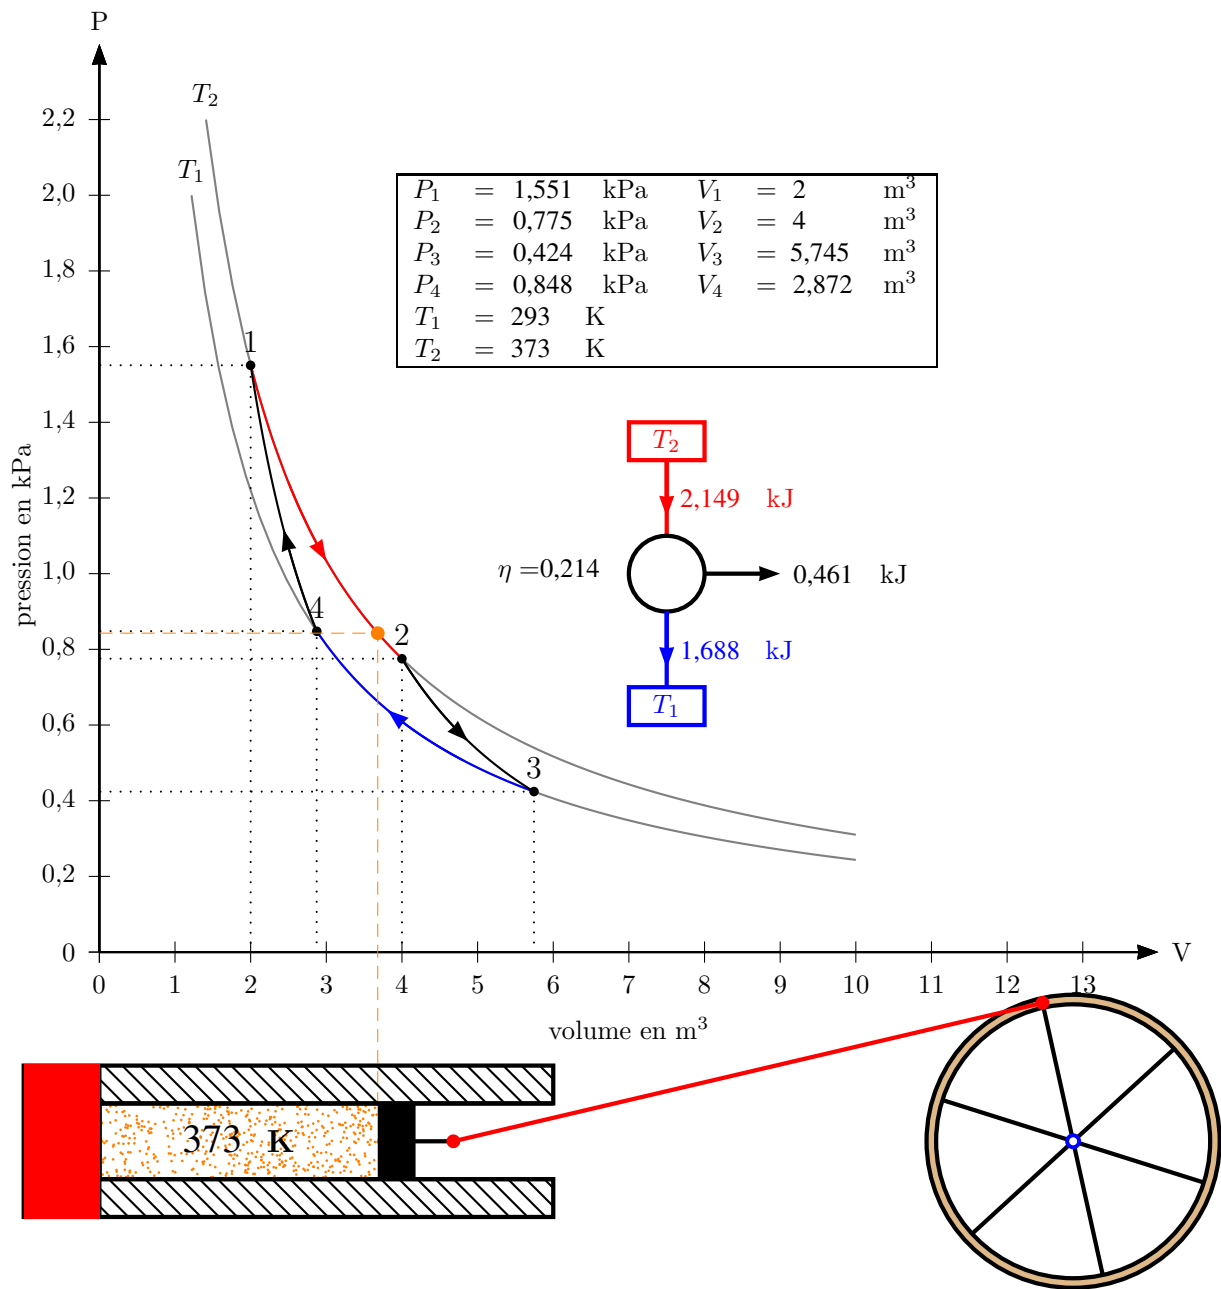 P
T₂
2,2
T₁
2,0
P₁ = 1,551 kPa V₁ = 2 m³
P₂ = 0,775 kPa V₂ = 4 m³
P₃ = 0,424 kPa V₃ = 5,745 m³
P₄ = 0,848 kPa V₄ = 2,872 m³
T₁ = 293 K
T₂ = 373 K
1,8
1,6
1
1,4
T₂
pression en kPa
1,2
2,149 kJ
1,0
η =0,214
0,461 kJ
4
2
0,8
1,688 kJ
0,6
T₁
3
0,4
0,2
0
V
0 1 2 3 4 5 6 7 8 9 10 11 12 13
volume en m³
373 K